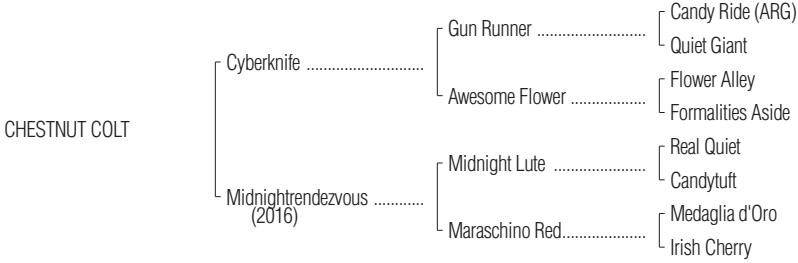 Candy Ride (ARG)
Gun Runner ..........................
Quiet Giant
Cyberknife ............................
Flower Alley
Awesome Flower ...................
Formalities Aside
CHESTNUT COLT
Real Quiet
Midnight Lute ......................
Candytuft
Midnightrendezvous ............
(2016)
Medaglia d'Oro
Maraschino Red....................
Irish Cherry